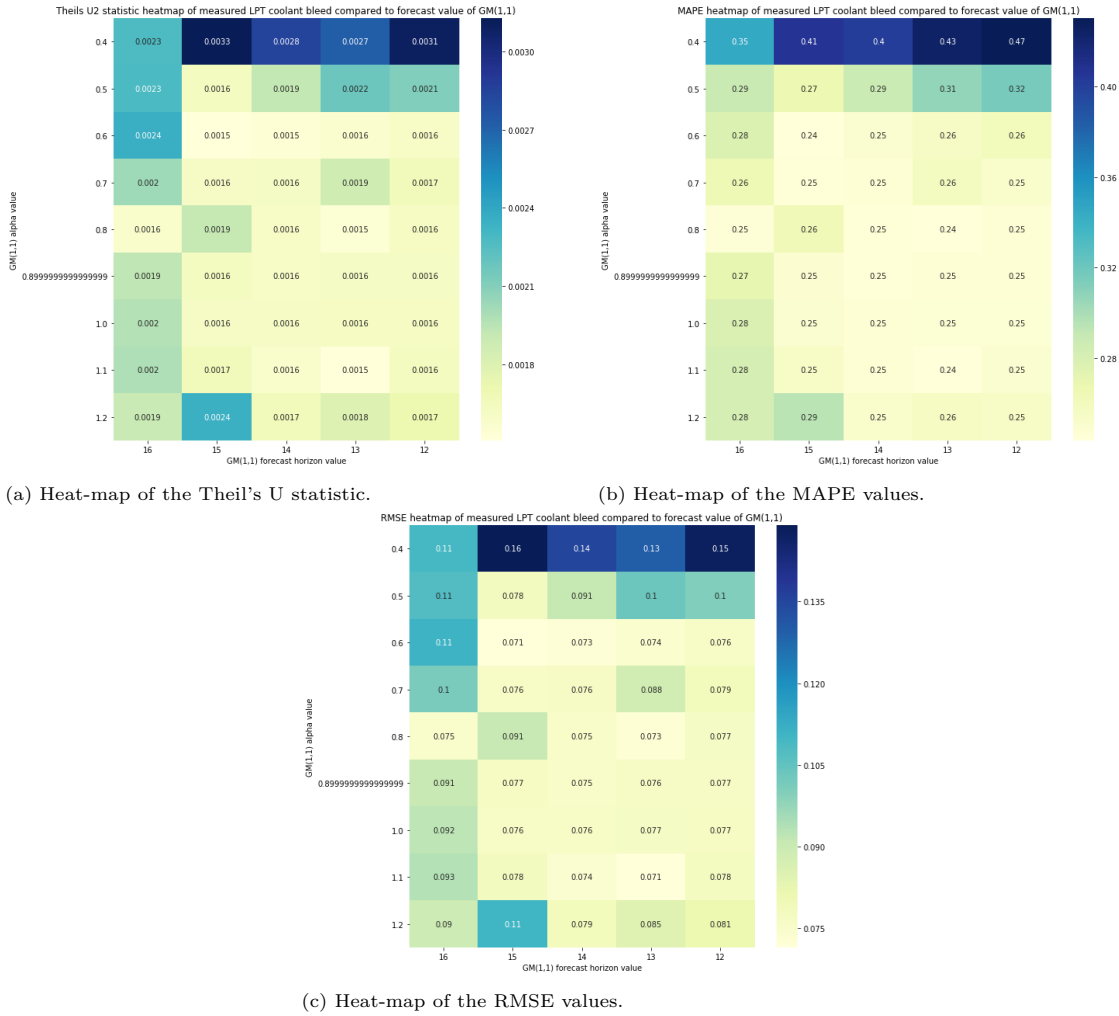 Theils U2 statistic heatmap of measured LPT coolant bleed compared to forecast value of GM(1,1)
GM(1,1) alpha value
0.4 0.0023 0.0033 0.0028 0.0027 0.0031
0.5 0.0023 0.0016 0.0019 0.0022 0.0021
0.6 0.0024 0.0015 0.0015 0.0016 0.0016
0.7 0.002 0.0016 0.0016 0.0019 0.0017
0.8 0.0016 0.0019 0.0016 0.0015 0.0016
0.8999999999999999 0.0019 0.0016 0.0016 0.0016 0.0016
1.0 0.002 0.0016 0.0016 0.0016 0.0016
1.1 0.002 0.0017 0.0016 0.0015 0.0016
1.2 0.0019 0.0024 0.0017 0.0018 0.0017
16 15 14 13 12
GM(1,1) forecast horizon value
0.0030
0.0027
0.0024
0.0021
0.0018
(a) Heat-map of the Theil's U statistic.
MAPE heatmap of measured LPT coolant bleed compared to forecast value of GM(1,1)
GM(1,1) alpha value
0.4 0.35 0.41 0.4 0.43 0.47
0.5 0.29 0.27 0.29 0.31 0.32
0.6 0.28 0.24 0.25 0.26 0.26
0.7 0.26 0.25 0.25 0.26 0.25
0.8 0.25 0.26 0.25 0.24 0.25
0.8999999999999999 0.27 0.25 0.25 0.25 0.25
1.0 0.28 0.25 0.25 0.25 0.25
1.1 0.28 0.25 0.25 0.24 0.25
1.2 0.28 0.29 0.25 0.26 0.25
16 15 14 13 12
GM(1,1) forecast horizon value
0.40
0.36
0.32
0.28
(b) Heat-map of the MAPE values.
RMSE heatmap of measured LPT coolant bleed compared to forecast value of GM(1,1)
GM(1,1) alpha value
0.4 0.11 0.16 0.14 0.13 0.15
0.5 0.11 0.078 0.091 0.1 0.1
0.6 0.11 0.071 0.073 0.074 0.076
0.7 0.1 0.076 0.076 0.088 0.079
0.8 0.075 0.091 0.075 0.073 0.077
0.8999999999999999 0.091 0.077 0.075 0.076 0.077
1.0 0.092 0.076 0.076 0.077 0.077
1.1 0.093 0.078 0.074 0.071 0.078
1.2 0.09 0.11 0.079 0.085 0.081
16 15 14 13 12
GM(1,1) forecast horizon value
0.135
0.120
0.105
0.090
0.075
(c) Heat-map of the RMSE values.